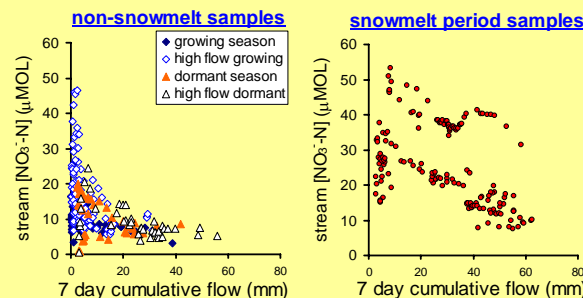 non-snowmelt samples
60
50
40
30
20
10
0
0 20 40 60 80
stream [NO3⁻-N] (μMOL)
7 day cumulative flow (mm)
growing season
high flow growing
dormant season
high flow dormant
snowmelt period samples
60
50
40
30
20
10
0
0 20 40 60 80
stream [NO3⁻-N] (μMOL)
7 day cumulative flow (mm)